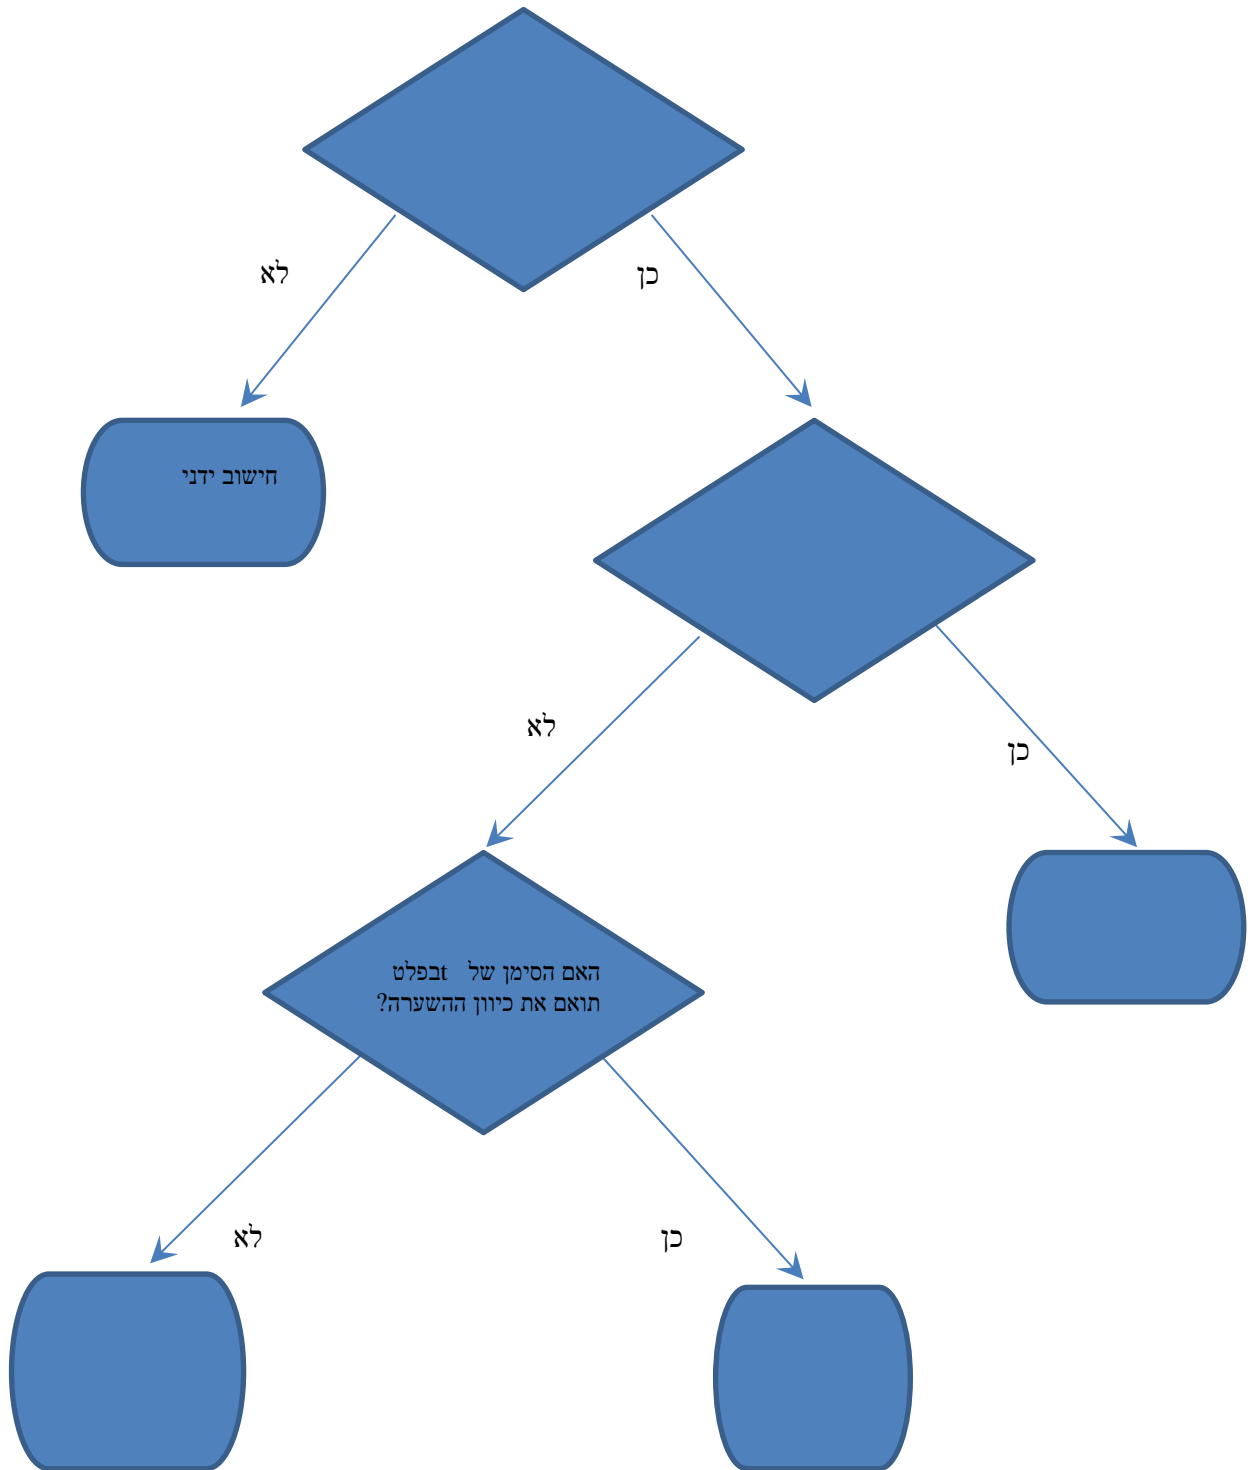 לא
כן
חישוב ידני
לא
כן
האם הסימן של t בפלט
תואם את כיוון ההשערה?
לא
כן